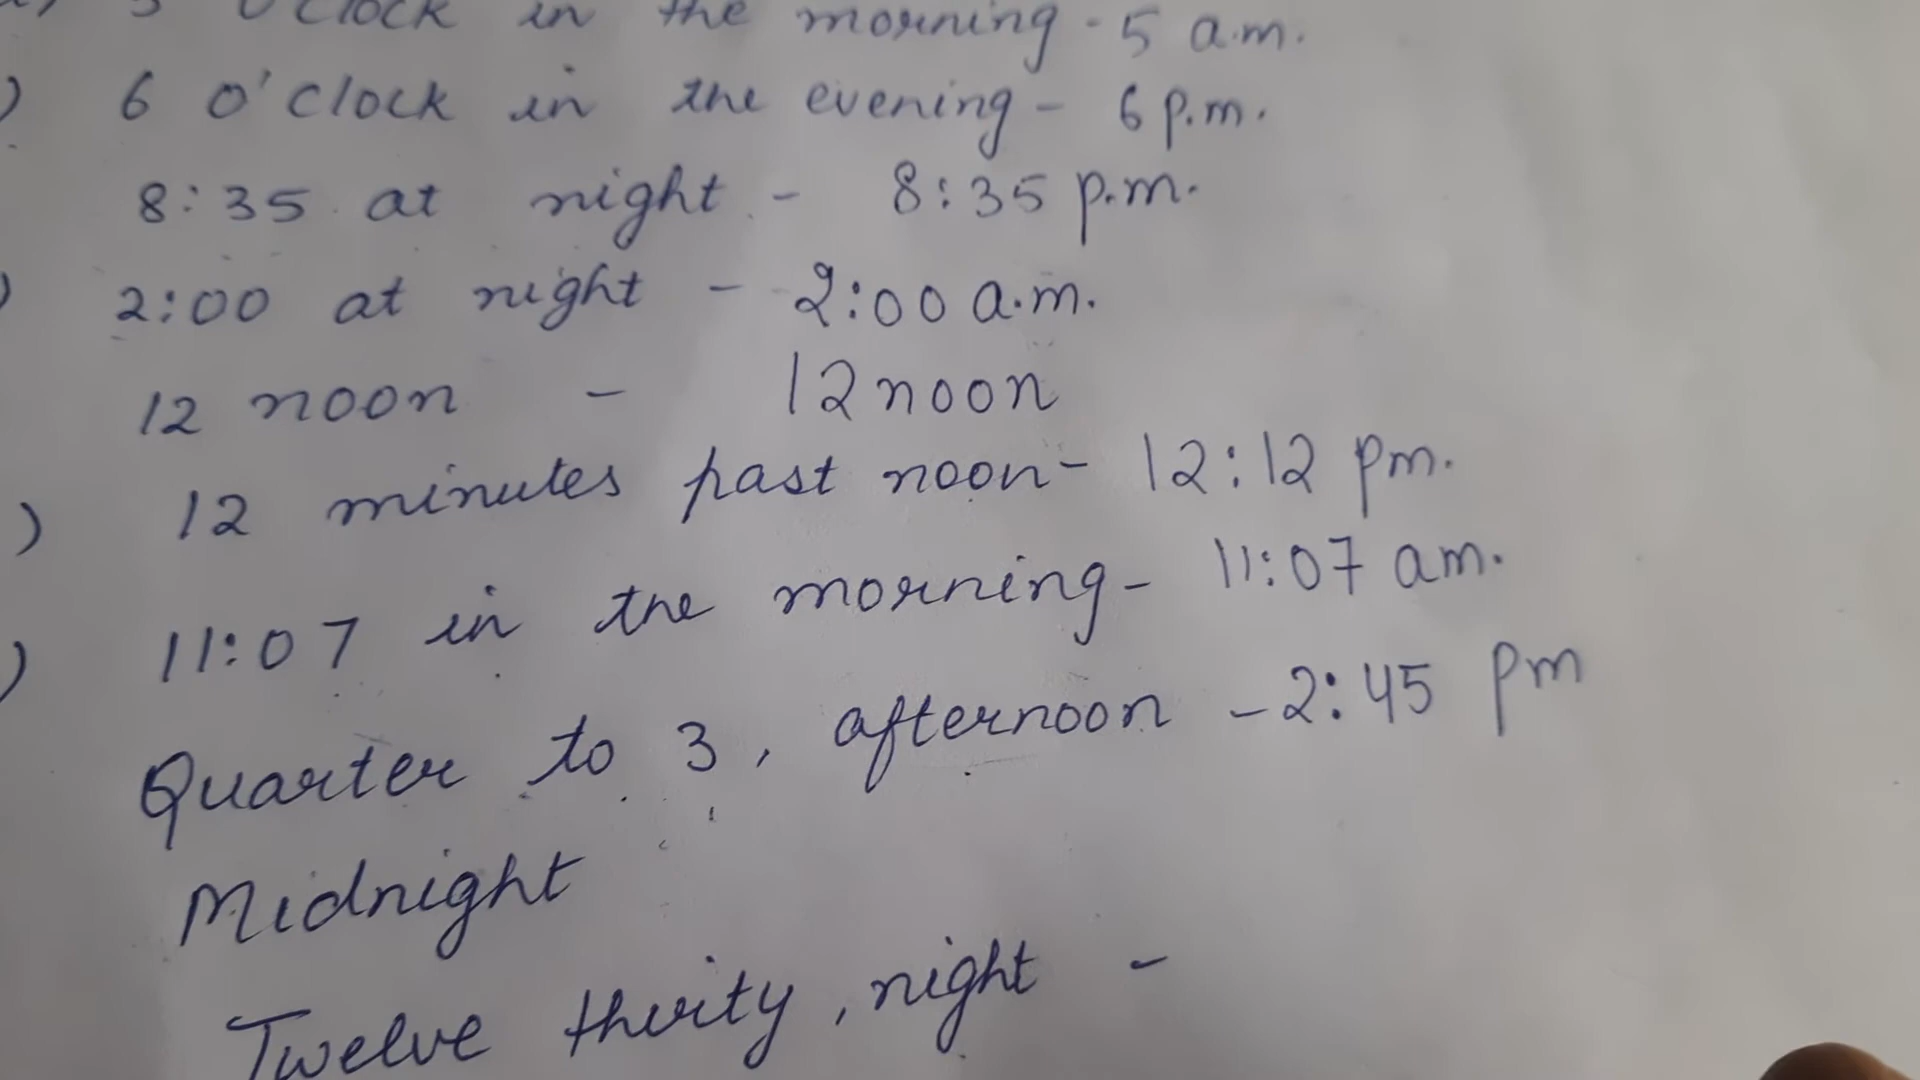 5 O'clock in the morning - 5 a.m.
) 6 O'clock in the evening - 6 p.m.
8:35 at night - 8:35 p.m.
) 2:00 at night - 2:00 a.m.
12 noon - 12 noon
) 12 minutes past noon - 12:12 pm.
) 11:07 in the morning - 11:07 am.
Quarter to 3, afternoon - 2:45 pm
Midnight
Twelve thirty, night -